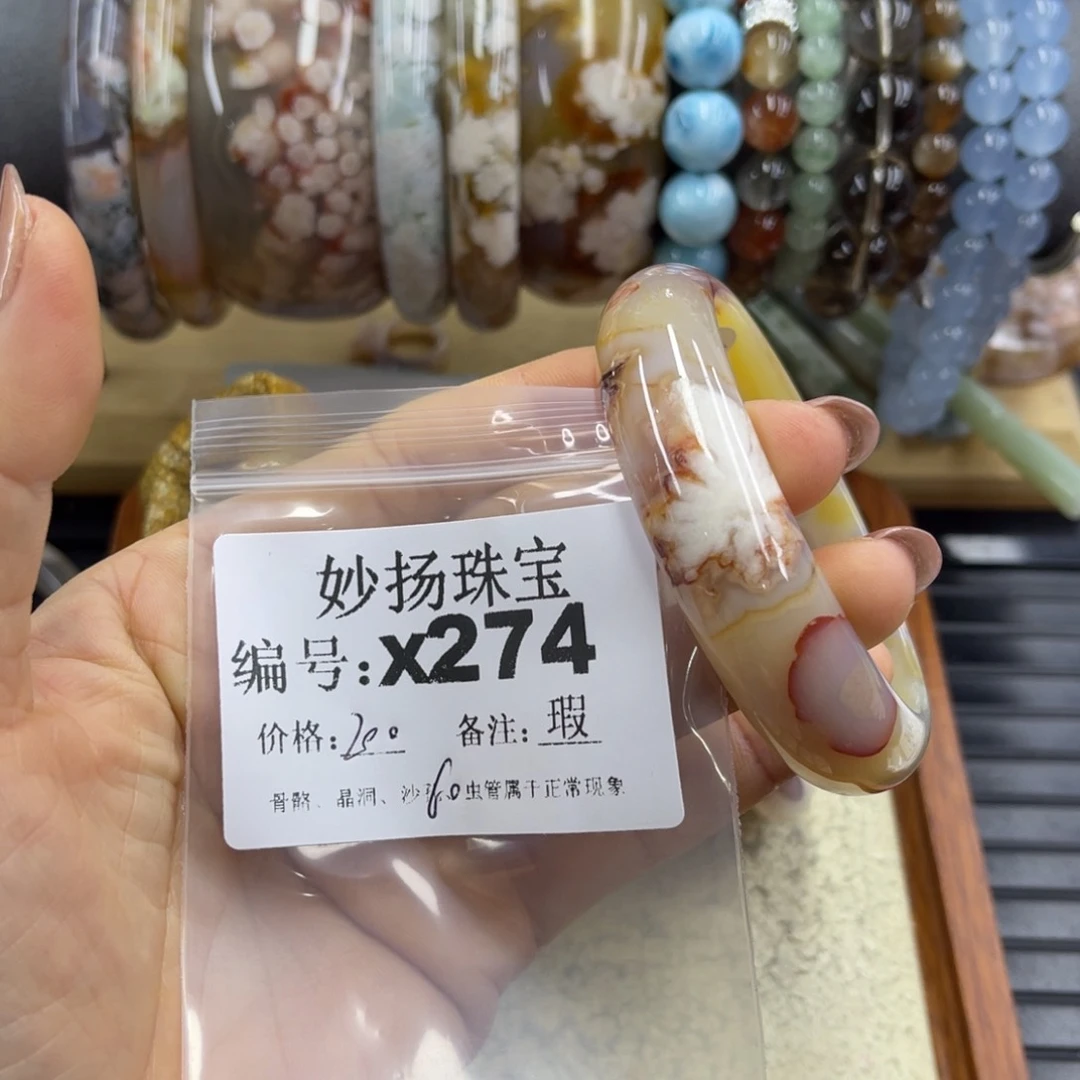 妙扬珠宝
编号:x274
价格:200 备注:瑕
骨骼、晶洞、沙 虫管属于正常现象